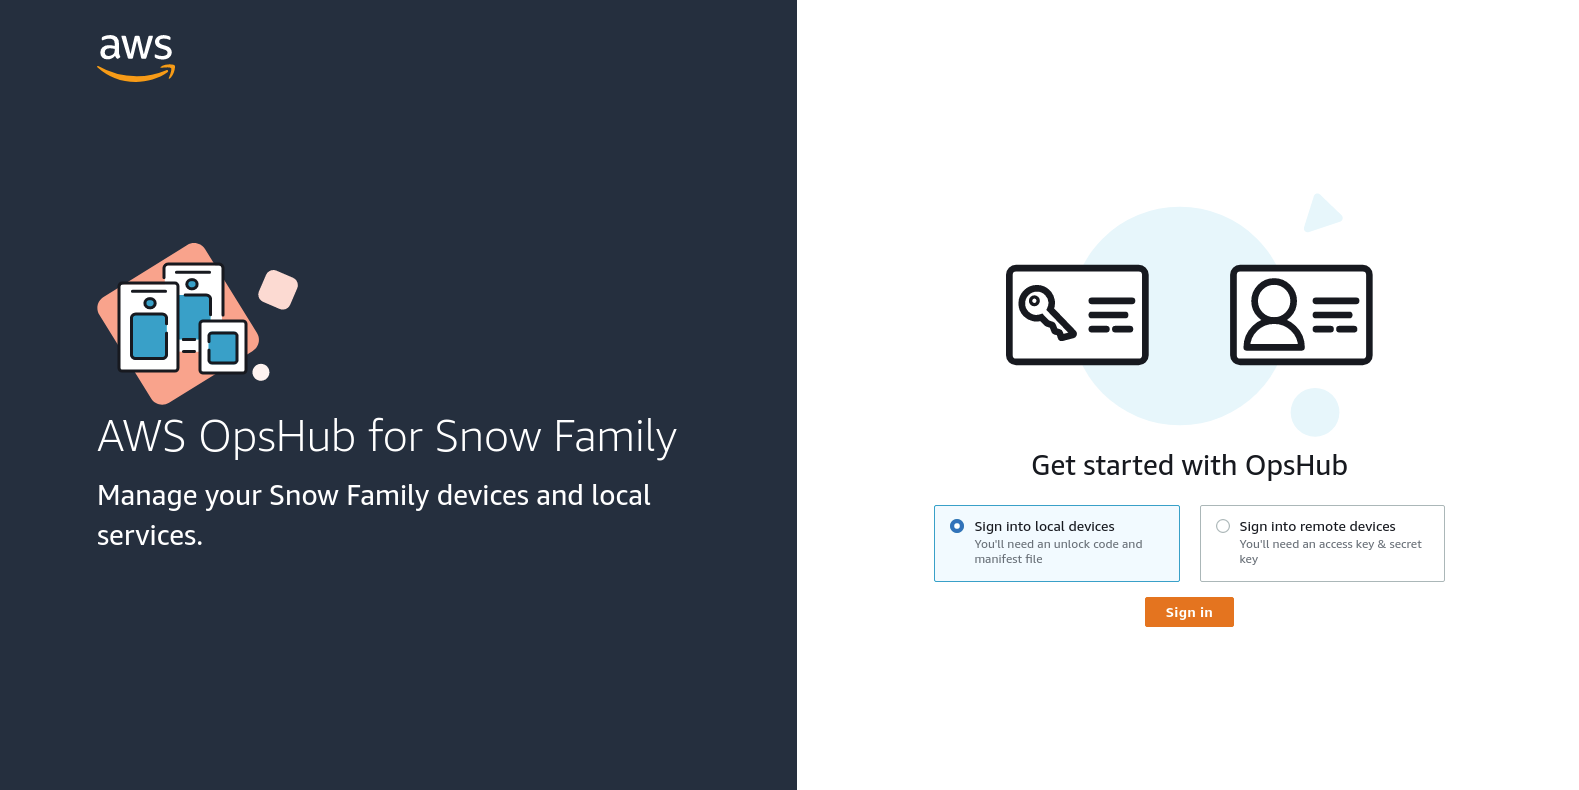 aws
AWS OpsHub for Snow Family
Manage your Snow Family devices and local
services.
Get started with OpsHub
Sign into local devices
You'll need an unlock code and
manifest file
Sign into remote devices
You'll need an access key & secret
key
Sign in